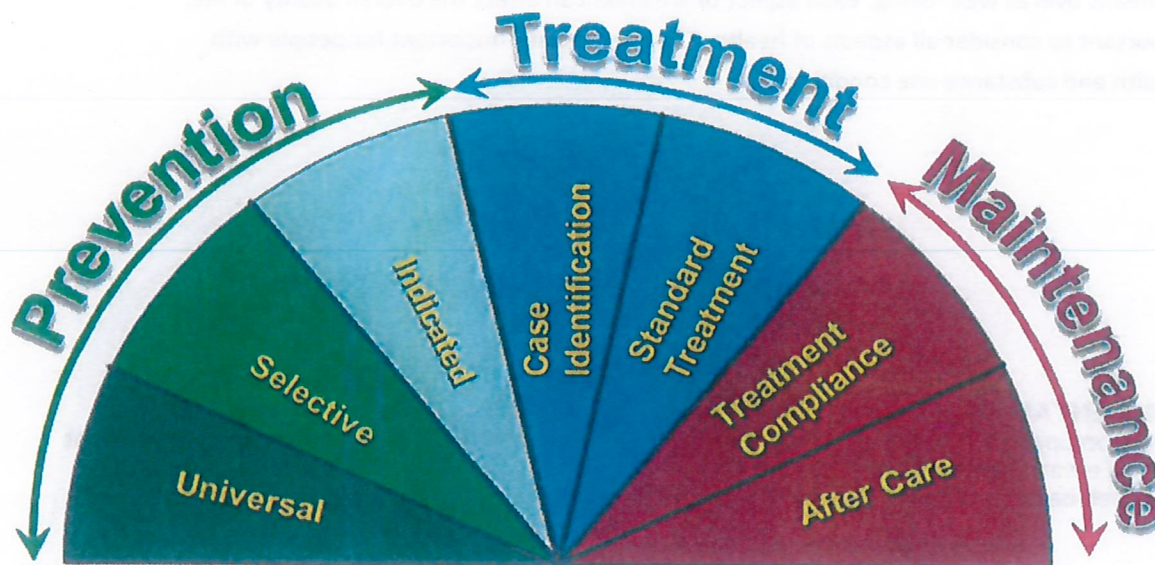 Prevention
Treatment
Maintenance
Universal
Selective
Indicated
Case
Identification
Standard
Treatment
Treatment
Compliance
After Care